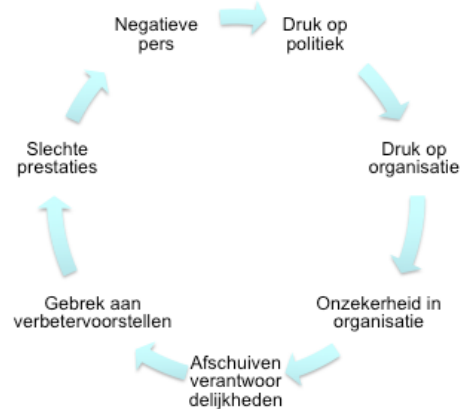 Negatieve
pers
Druk op
politiek
Druk op
organisatie
Onzekerheid in
organisatie
Afschuiven
verantwoor
delijkheden
Gebrek aan
verbetervoorstellen
Slechte
prestaties